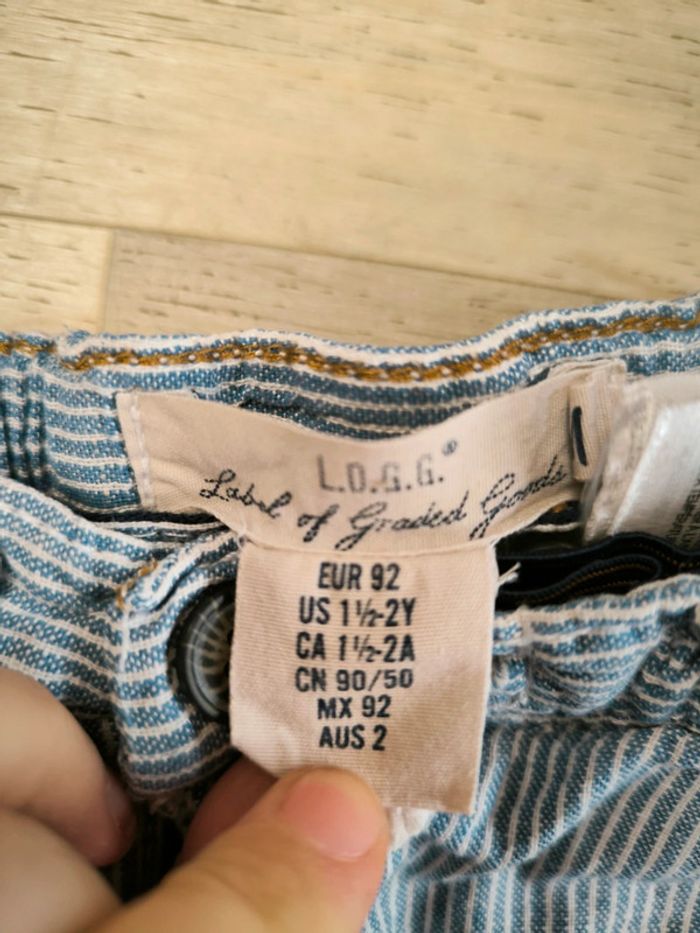 L.O.G.G.®
Label of Graded Goods
EUR 92
US 1½-2Y
CA 1½-2A
CN 90/50
MX 92
AUS 2